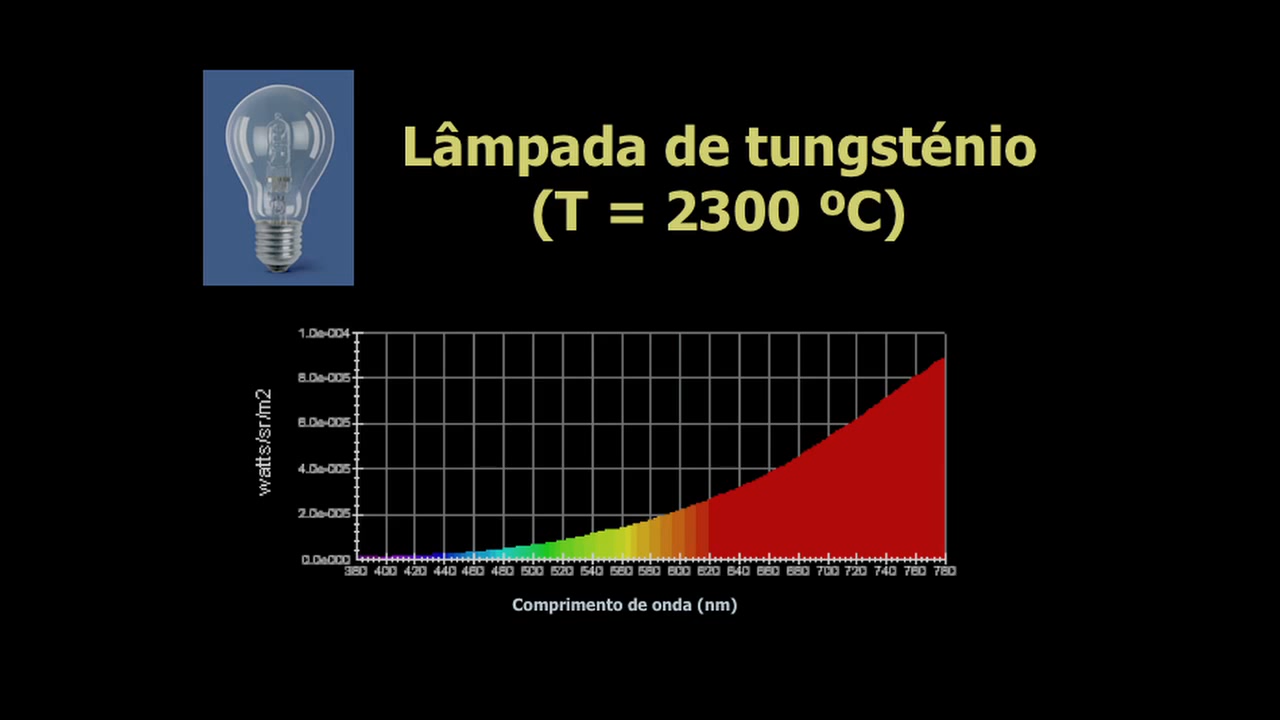 Lâmpada de tungsténio
(T = 2300 ºC)
1.0e-004
8.0e-005
6.0e-005
4.0e-005
2.0e-005
0.0e+000
watts/sr/m2
380 400 420 440 460 480 500 520 540 560 580 600 620 640 660 680 700 720 740 760 780
Comprimento de onda (nm)